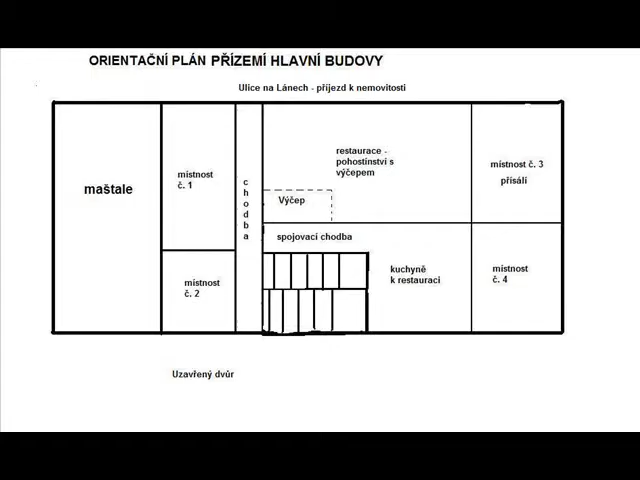 ORIENTAČNÍ PLÁN PŘÍZEMÍ HLAVNÍ BUDOVY
Ulice na Lánech - příjezd k nemovitosti
maštale
místnost
č. 1
místnost
č. 2
chodba
restaurace -
pohostinství s
výčepem
Výčep
spojovací chodba
kuchyně
k restauraci
místnost č. 3
přísálí
místnost
č. 4
Uzavřený dvůr